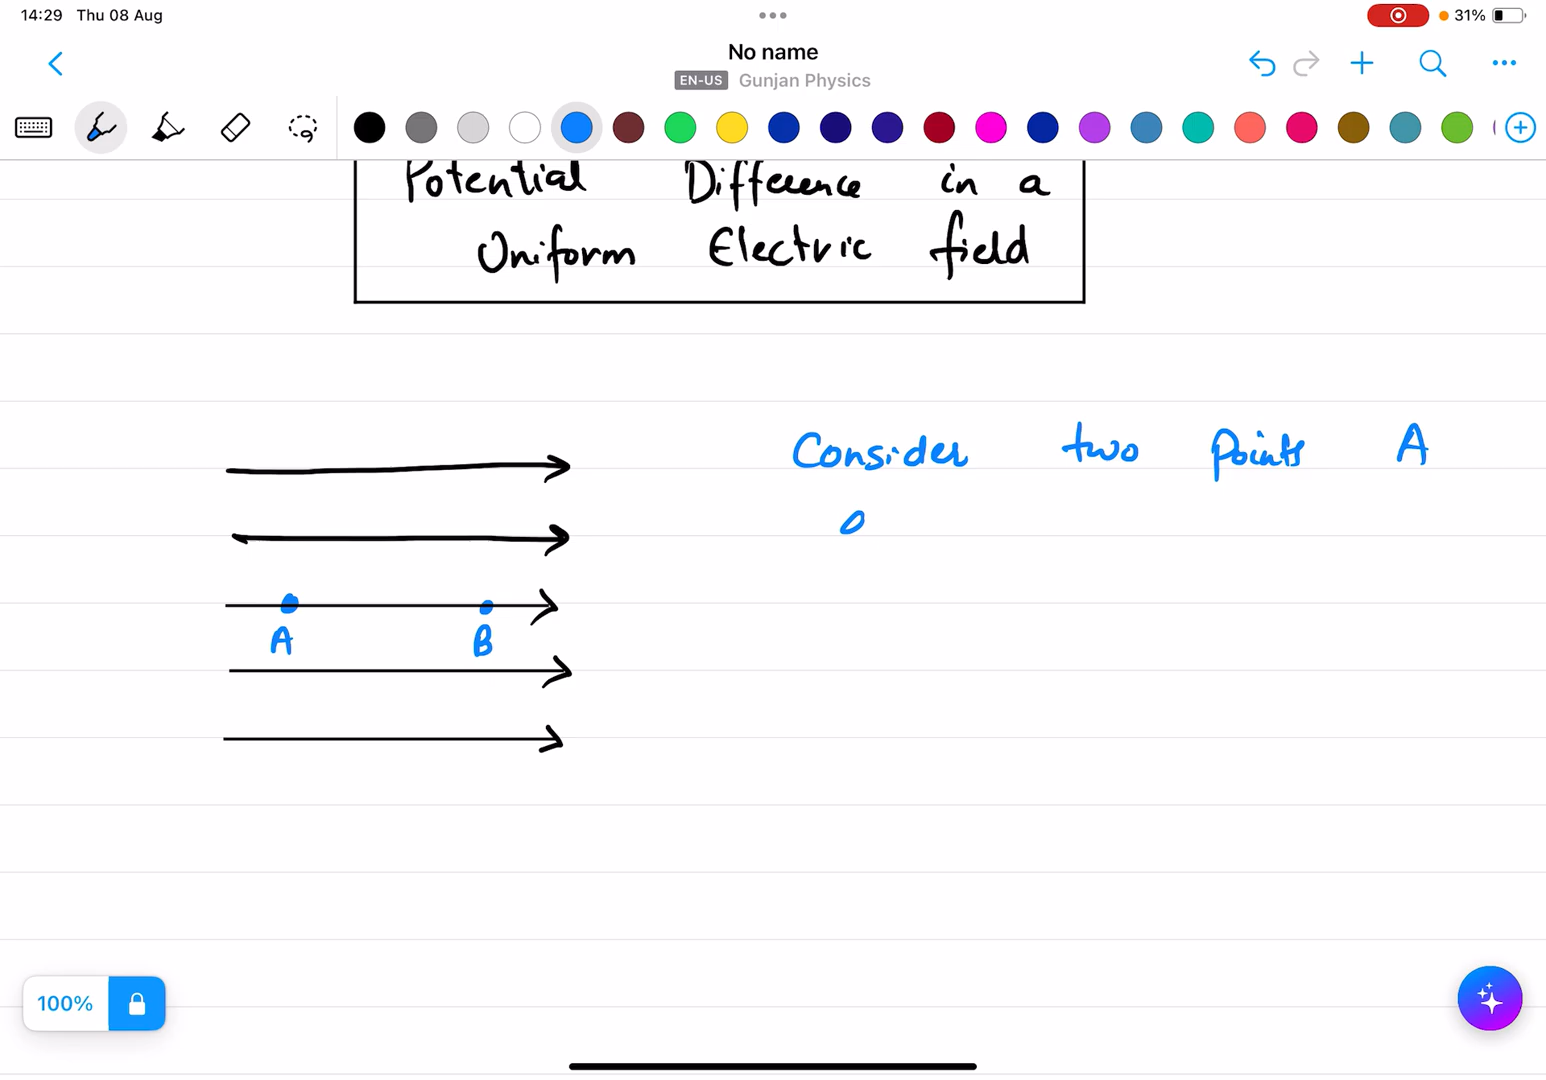 14:29 Thu 08 Aug
31%
No name
EN-US Gunjan Physics
Potential Difference in a
Uniform Electric field
Consider two points A
A B
100%